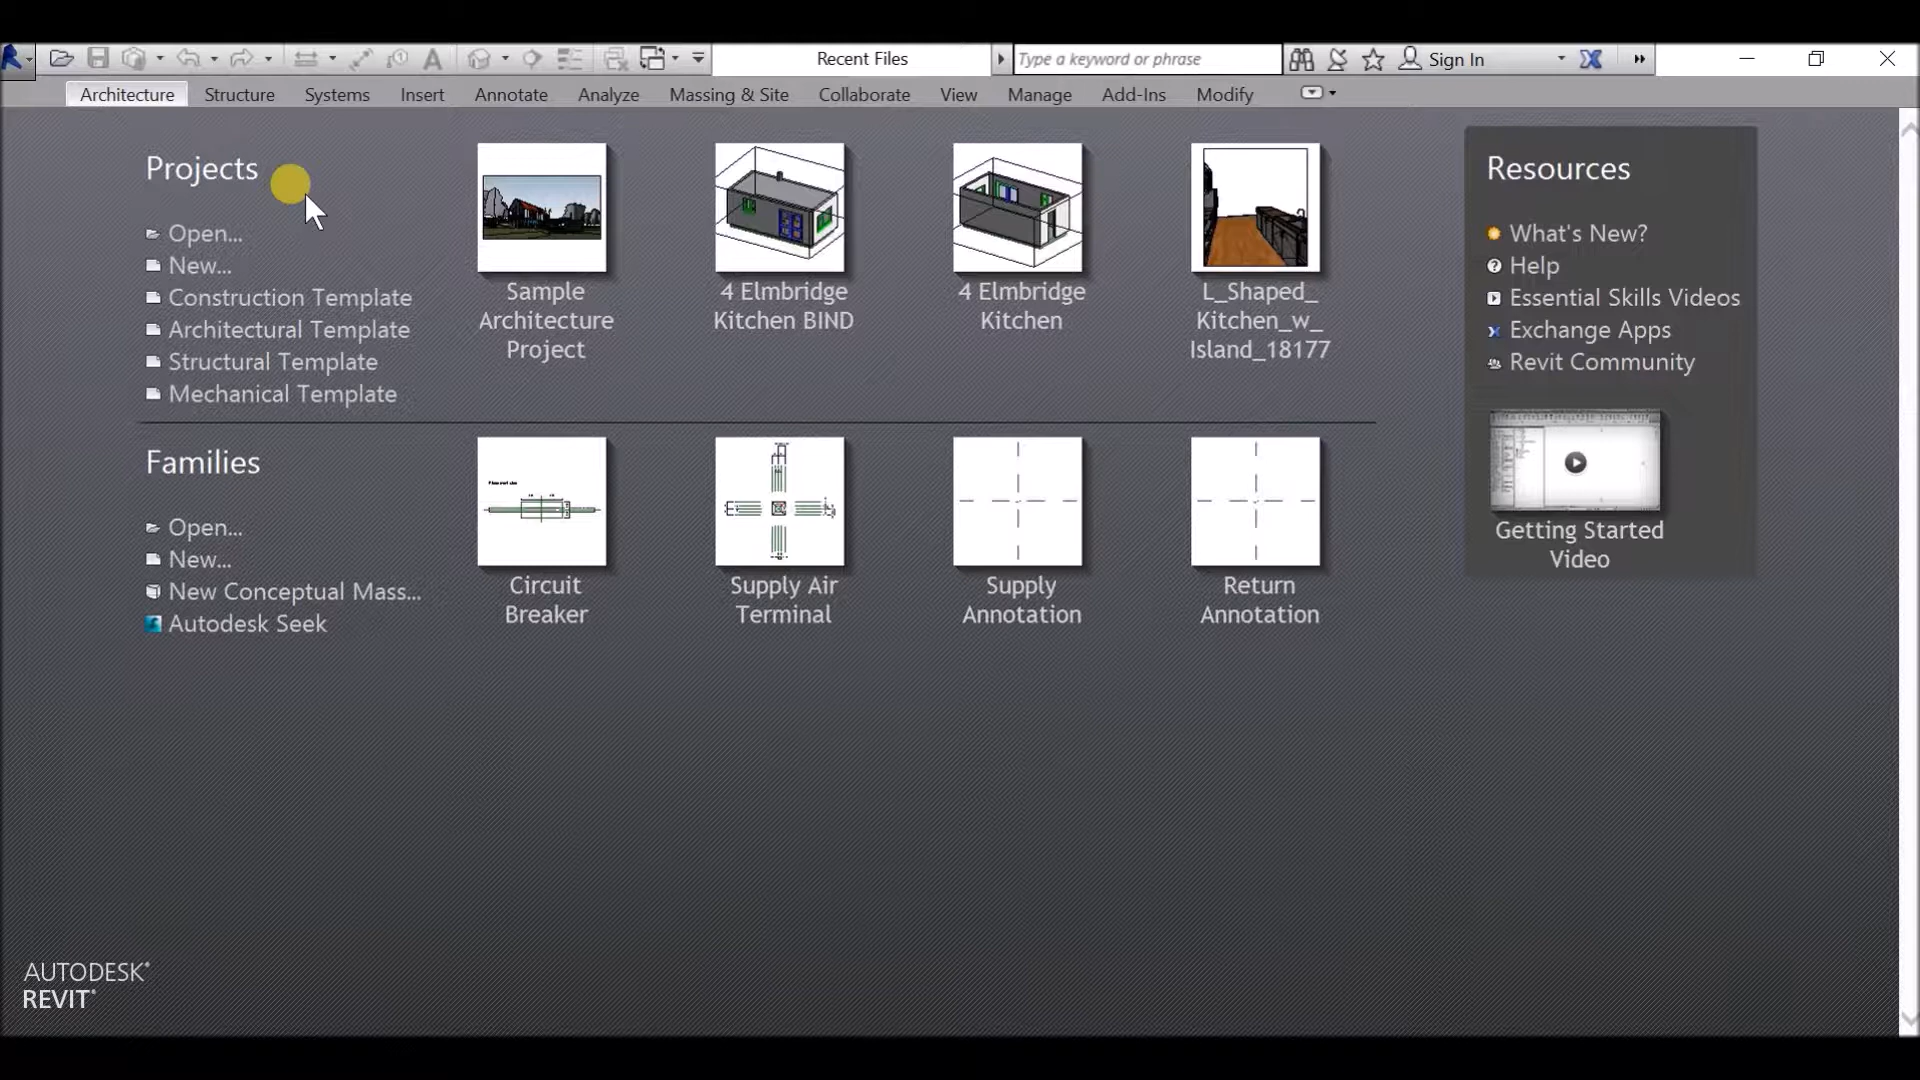 Recent Files
Type a keyword or phrase
Sign In
Architecture Structure Systems Insert Annotate Analyze Massing & Site Collaborate View Manage Add-Ins Modify
Projects
Open...
New...
Construction Template
Architectural Template
Structural Template
Mechanical Template
Sample
Architecture
Project
4 Elmbridge
Kitchen BIND
4 Elmbridge
Kitchen
L_Shaped_
Kitchen_w_
Island_18177
Families
Open...
New...
New Conceptual Mass...
Autodesk Seek
Circuit
Breaker
Supply Air
Terminal
Supply
Annotation
Return
Annotation
Resources
What's New?
Help
Essential Skills Videos
Exchange Apps
Revit Community
Getting Started
Video
AUTODESK®
REVIT®